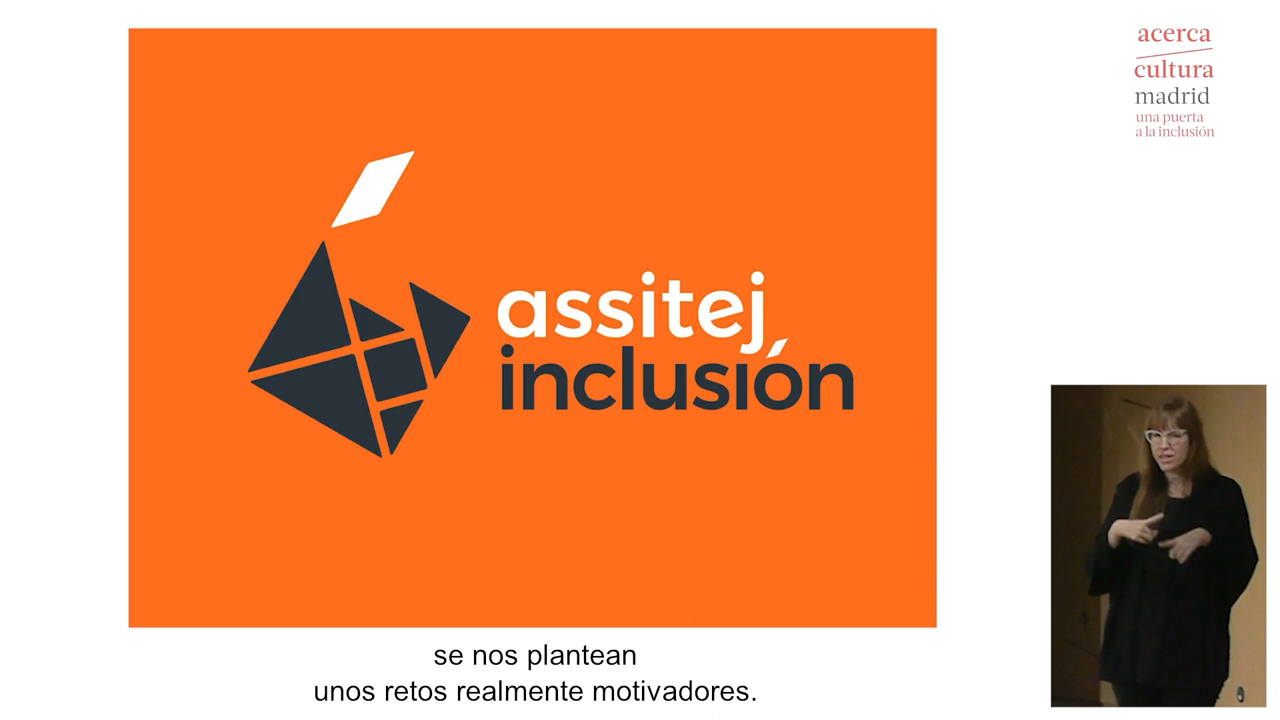 acerca
cultura
madrid
una puerta
a la inclusión
assitej
inclusión
se nos plantean
unos retos realmente motivadores.